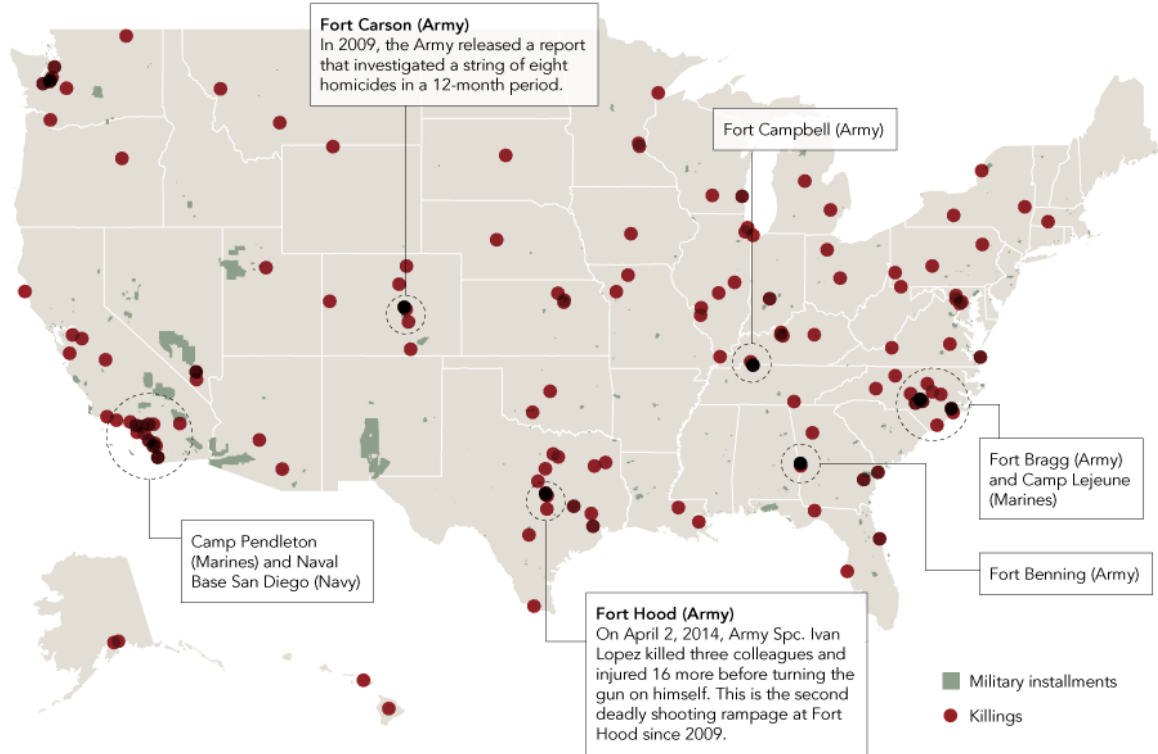 Fort Carson (Army)
In 2009, the Army released a report
that investigated a string of eight
homicides in a 12-month period.
Fort Campbell (Army)
Fort Bragg (Army)
and Camp Lejeune
(Marines)
Camp Pendleton
(Marines) and Naval
Base San Diego (Navy)
Fort Benning (Army)
Fort Hood (Army)
On April 2, 2014, Army Spc. Ivan
Lopez killed three colleagues and
injured 16 more before turning the
gun on himself. This is the second
deadly shooting rampage at Fort
Hood since 2009.
Military installments
Killings